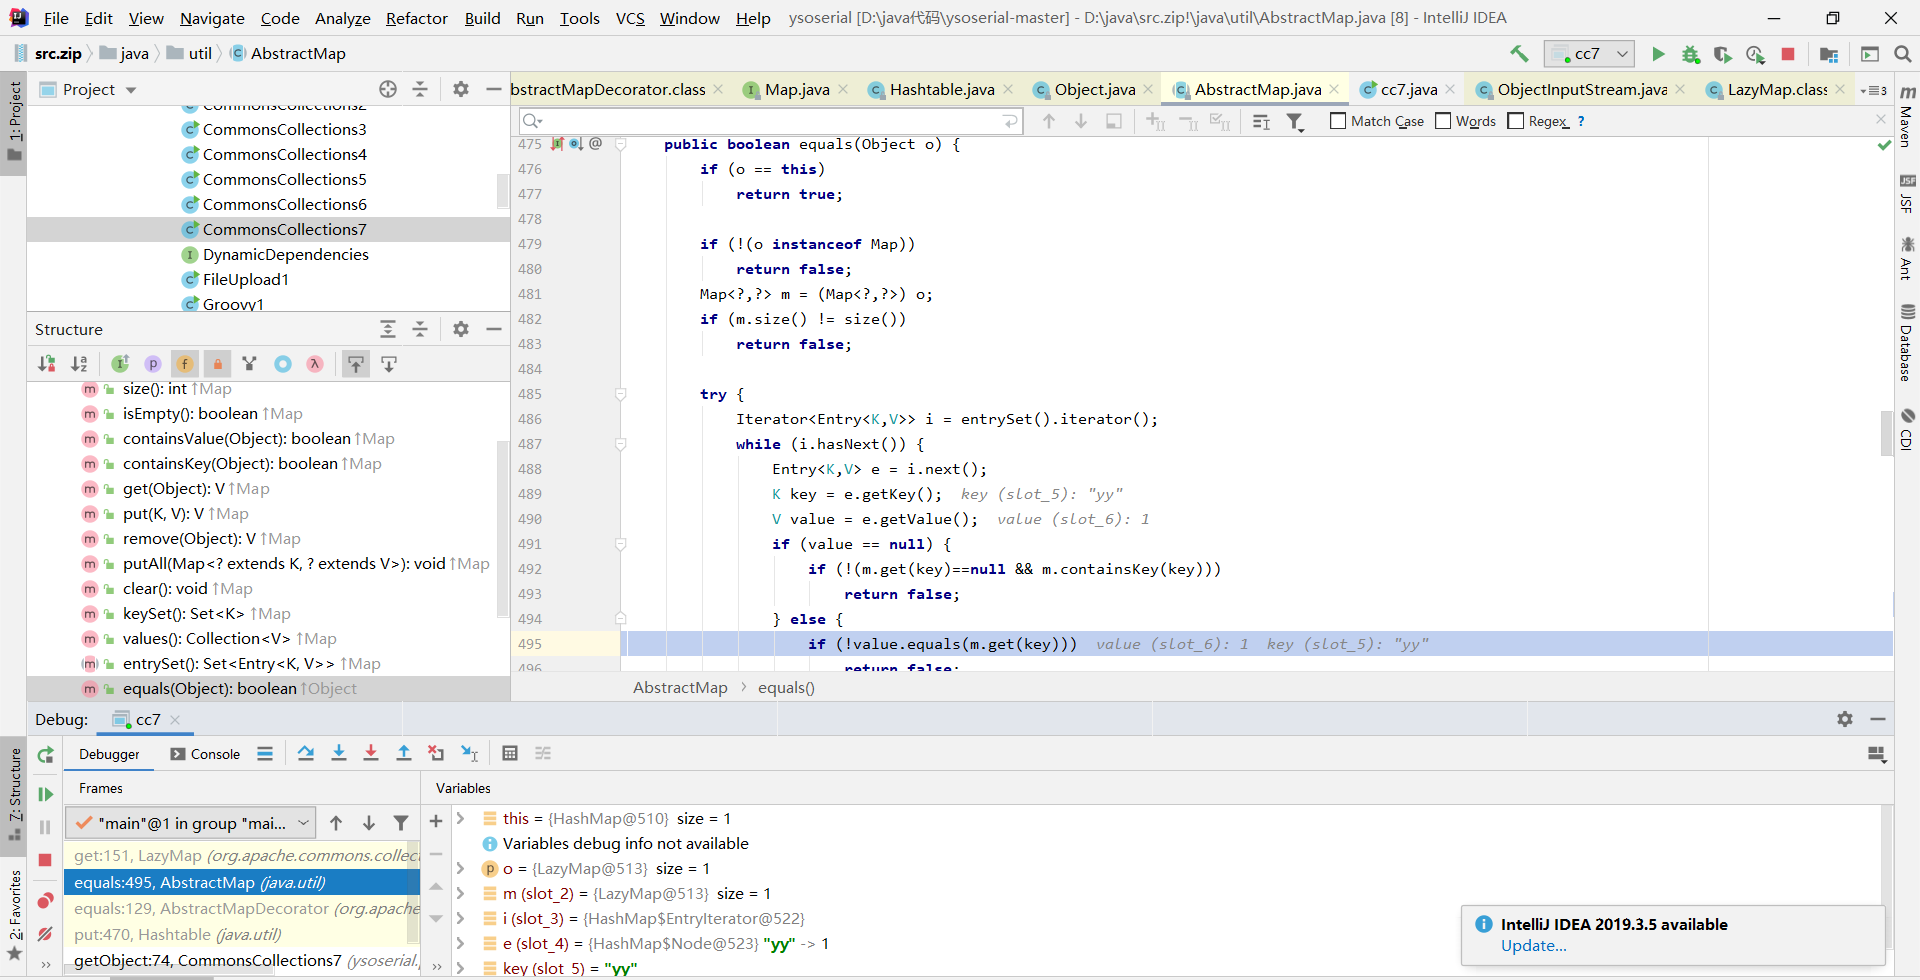 File Edit View Navigate Code Analyze Refactor Build Run Tools VCS Window Help ysoserial [D:\java代码\ysoserial-master] - D:\java\src.zip!\java\util\AbstractMap.java [8] - IntelliJ IDEA
src.zip java util AbstractMap cc7
1: Project
Project
CommonsCollections2
CommonsCollections3
CommonsCollections4
CommonsCollections5
CommonsCollections6
CommonsCollections7
DynamicDependencies
FileUpload1
Groovy1
Structure
size(): int ↑Map
isEmpty(): boolean ↑Map
containsValue(Object): boolean ↑Map
containsKey(Object): boolean ↑Map
get(Object): V ↑Map
put(K, V): V ↑Map
remove(Object): V ↑Map
putAll(Map<? extends K, ? extends V>): void ↑Map
clear(): void ↑Map
keySet(): Set<K> ↑Map
values(): Collection<V> ↑Map
entrySet(): Set<Entry<K, V>> ↑Map
equals(Object): boolean ↑Object
bstractMapDecorator.class Map.java Hashtable.java Object.java AbstractMap.java cc7.java ObjectInputStream.java LazyMap.class 3
Match Case Words Regex ?
475 public boolean equals(Object o) {
476 if (o == this)
477 return true;
478
479 if (!(o instanceof Map))
480 return false;
481 Map<?,?> m = (Map<?,?>) o;
482 if (m.size() != size())
483 return false;
484
485 try {
486 Iterator<Entry<K,V>> i = entrySet().iterator();
487 while (i.hasNext()) {
488 Entry<K,V> e = i.next();
489 K key = e.getKey(); key (slot_5): "yy"
490 V value = e.getValue(); value (slot_6): 1
491 if (value == null) {
492 if (!(m.get(key)==null && m.containsKey(key)))
493 return false;
494 } else {
495 if (!value.equals(m.get(key))) value (slot_6): 1 key (slot_5): "yy"
496 return false;
AbstractMap equals()
Maven
JSF
Ant
Database
CDI
Debug: cc7
7: Structure
2: Favorites
Debugger Console
Frames
"main"@1 in group "mai...
get:151, LazyMap (org.apache.commons.collec
equals:495, AbstractMap (java.util)
equals:129, AbstractMapDecorator (org.apache
put:470, Hashtable (java.util)
getObject:74, CommonsCollections7 (ysoserial.
Variables
this = {HashMap@510} size = 1
Variables debug info not available
o = {LazyMap@513} size = 1
m (slot_2) = {LazyMap@513} size = 1
i (slot_3) = {HashMap$EntryIterator@522}
e (slot_4) = {HashMap$Node@523} "yy" -> 1
key (slot_5) = "yy"
IntelliJ IDEA 2019.3.5 available
Update...